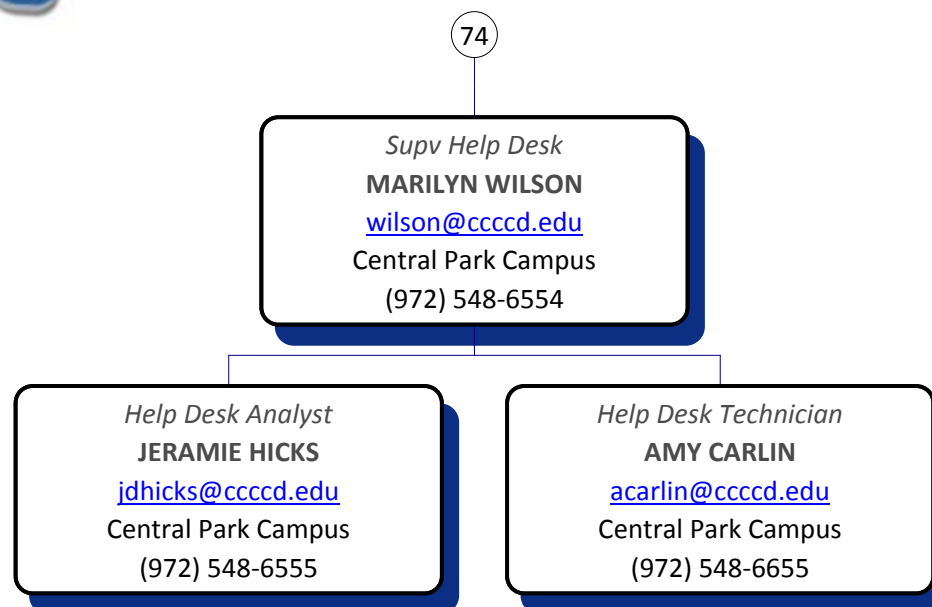 74
Supv Help Desk
MARILYN WILSON
wilson@ccccd.edu
Central Park Campus
(972) 548-6554
Help Desk Analyst
JERAMIE HICKS
jdhicks@ccccd.edu
Central Park Campus
(972) 548-6555
Help Desk Technician
AMY CARLIN
acarlin@ccccd.edu
Central Park Campus
(972) 548-6655